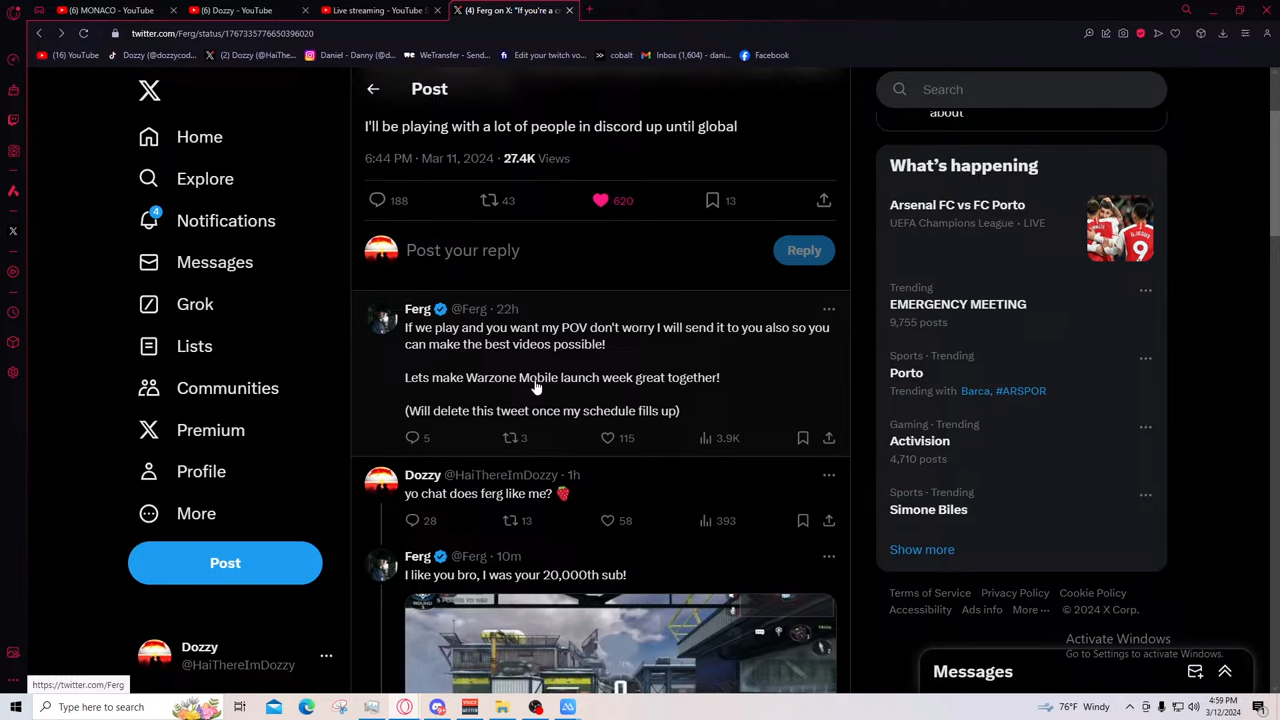 (6) MONACO - YouTube
(6) Dozzy - YouTube
Live streaming - YouTube S
(4) Ferg on X: "If you're a c
twitter.com/Ferg/status/1767335776650396020
(16) YouTube
Dozzy (@dozzycod...
(2) Dozzy (@HaiThe...
Daniel - Danny (@d...
WeTransfer - Send...
Edit your twitch vo...
cobalt
Inbox (1,604) - dani...
Facebook
Home
Explore
4
Notifications
Messages
Grok
Lists
Communities
Premium
Profile
More
Post
Dozzy
@HaiThereImDozzy
https://twitter.com/Ferg
Post
I'll be playing with a lot of people in discord up until global
6:44 PM · Mar 11, 2024 · 27.4K Views
188 43 620 13
Post your reply
Reply
Ferg @Ferg · 22h
If we play and you want my POV don't worry I will send it to you also so you
can make the best videos possible!
Lets make Warzone Mobile launch week great together!
(Will delete this tweet once my schedule fills up)
5 3 115 3.9K
Dozzy @HaiThereImDozzy · 1h
yo chat does ferg like me? 🍓
28 13 58 393
Ferg @Ferg · 10m
I like you bro, I was your 20,000th sub!
Search
about
What's happening
Arsenal FC vs FC Porto
UEFA Champions League · LIVE
Trending
EMERGENCY MEETING
9,755 posts
Sports · Trending
Porto
Trending with Barca, #ARSPOR
Gaming · Trending
Activision
4,710 posts
Sports · Trending
Simone Biles
Show more
Terms of Service Privacy Policy Cookie Policy
Accessibility Ads info More ··· © 2024 X Corp.
Activate Windows
Go to Settings to activate Windows.
Messages
Type here to search
76°F Windy
4:59 PM
3/12/2024